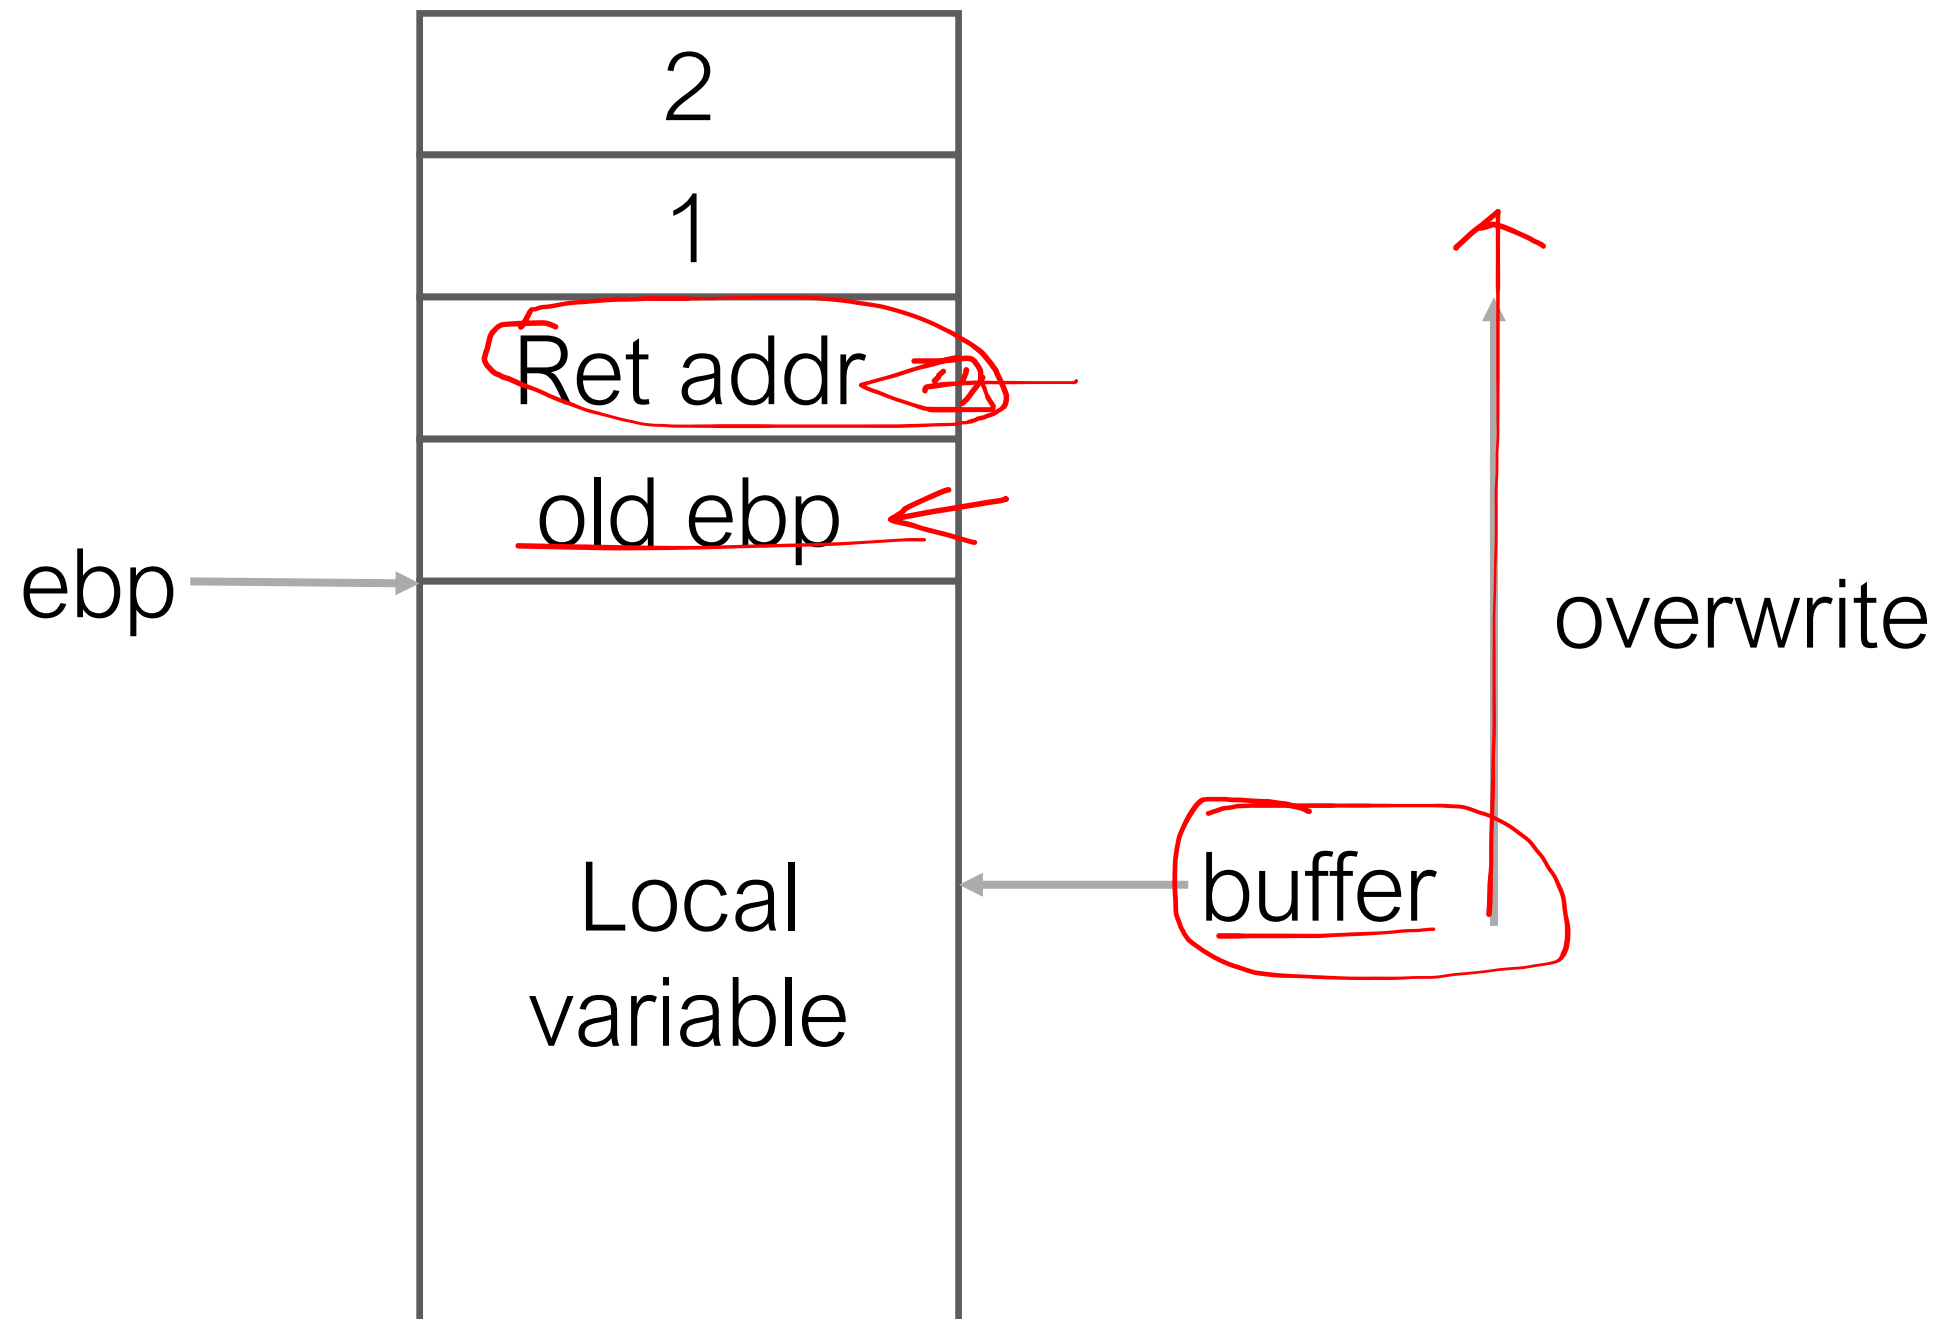 2
1
Ret addr
old ebp
ebp
overwrite
buffer
Local
variable